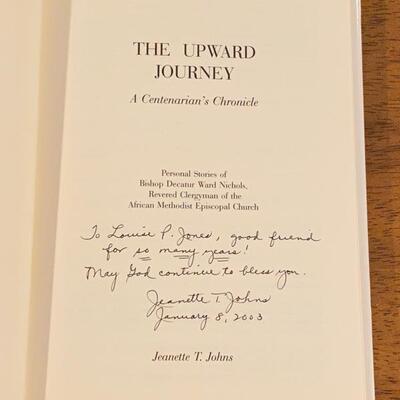 THE UPWARD
JOURNEY
A Centenarian's Chronicle
Personal Stories of
Bishop Decatur Ward Nichols,
Revered Clergyman of the
African Methodist Episcopal Church
To Louise P. Jones, good friend
for so many years!
May God continue to bless you.
Jeanette T. Johns
January 8, 2003
Jeanette T. Johns